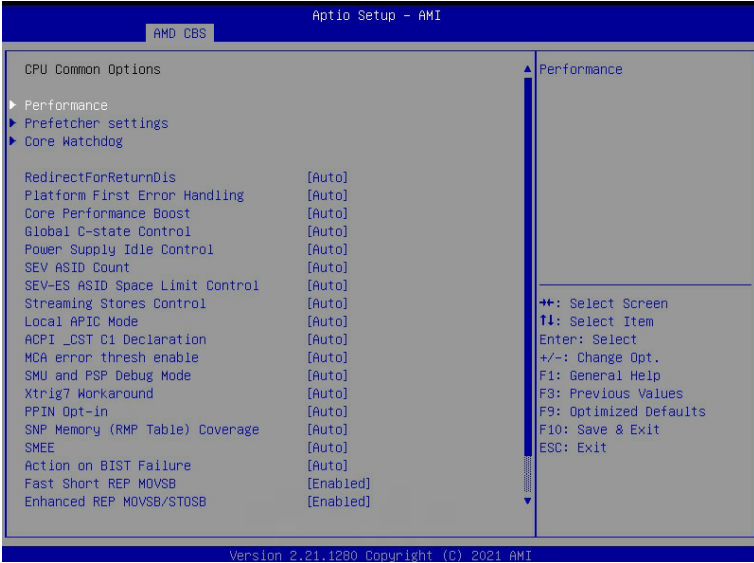 Aptio Setup – AMI
AMD CBS
CPU Common Options
Performance
Prefetcher settings
Core Watchdog
RedirectForReturnDis [Auto]
Platform First Error Handling [Auto]
Core Performance Boost [Auto]
Global C-state Control [Auto]
Power Supply Idle Control [Auto]
SEV ASID Count [Auto]
SEV-ES ASID Space Limit Control [Auto]
Streaming Stores Control [Auto]
Local APIC Mode [Auto]
ACPI _CST C1 Declaration [Auto]
MCA error thresh enable [Auto]
SMU and PSP Debug Mode [Auto]
Xtrig7 Workaround [Auto]
PPIN Opt-in [Auto]
SNP Memory (RMP Table) Coverage [Auto]
SMEE [Auto]
Action on BIST Failure [Auto]
Fast Short REP MOVSB [Enabled]
Enhanced REP MOVSB/STOSB [Enabled]
Performance
→←: Select Screen
↑↓: Select Item
Enter: Select
+/-: Change Opt.
F1: General Help
F3: Previous Values
F9: Optimized Defaults
F10: Save & Exit
ESC: Exit
Version 2.21.1280 Copyright (C) 2021 AMI